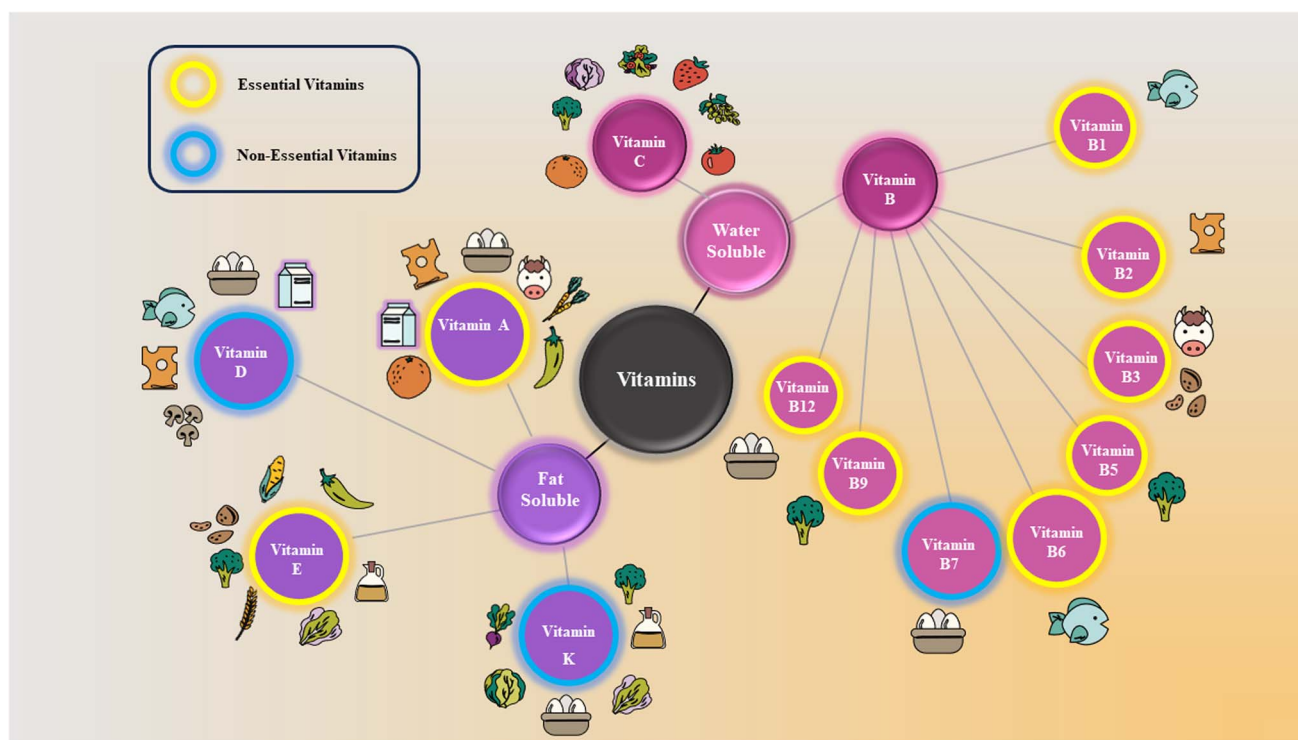 Essential Vitamins
Non-Essential Vitamins
Vitamin
C
Vitamin
B
Vitamin
B1
Water
Soluble
Vitamin
B2
Vitamin A
Vitamin
D
Vitamin
B3
Vitamins
Vitamin
B12
Vitamin
B5
Vitamin
B9
Fat
Soluble
Vitamin
B6
Vitamin
B7
Vitamin
E
Vitamin
K